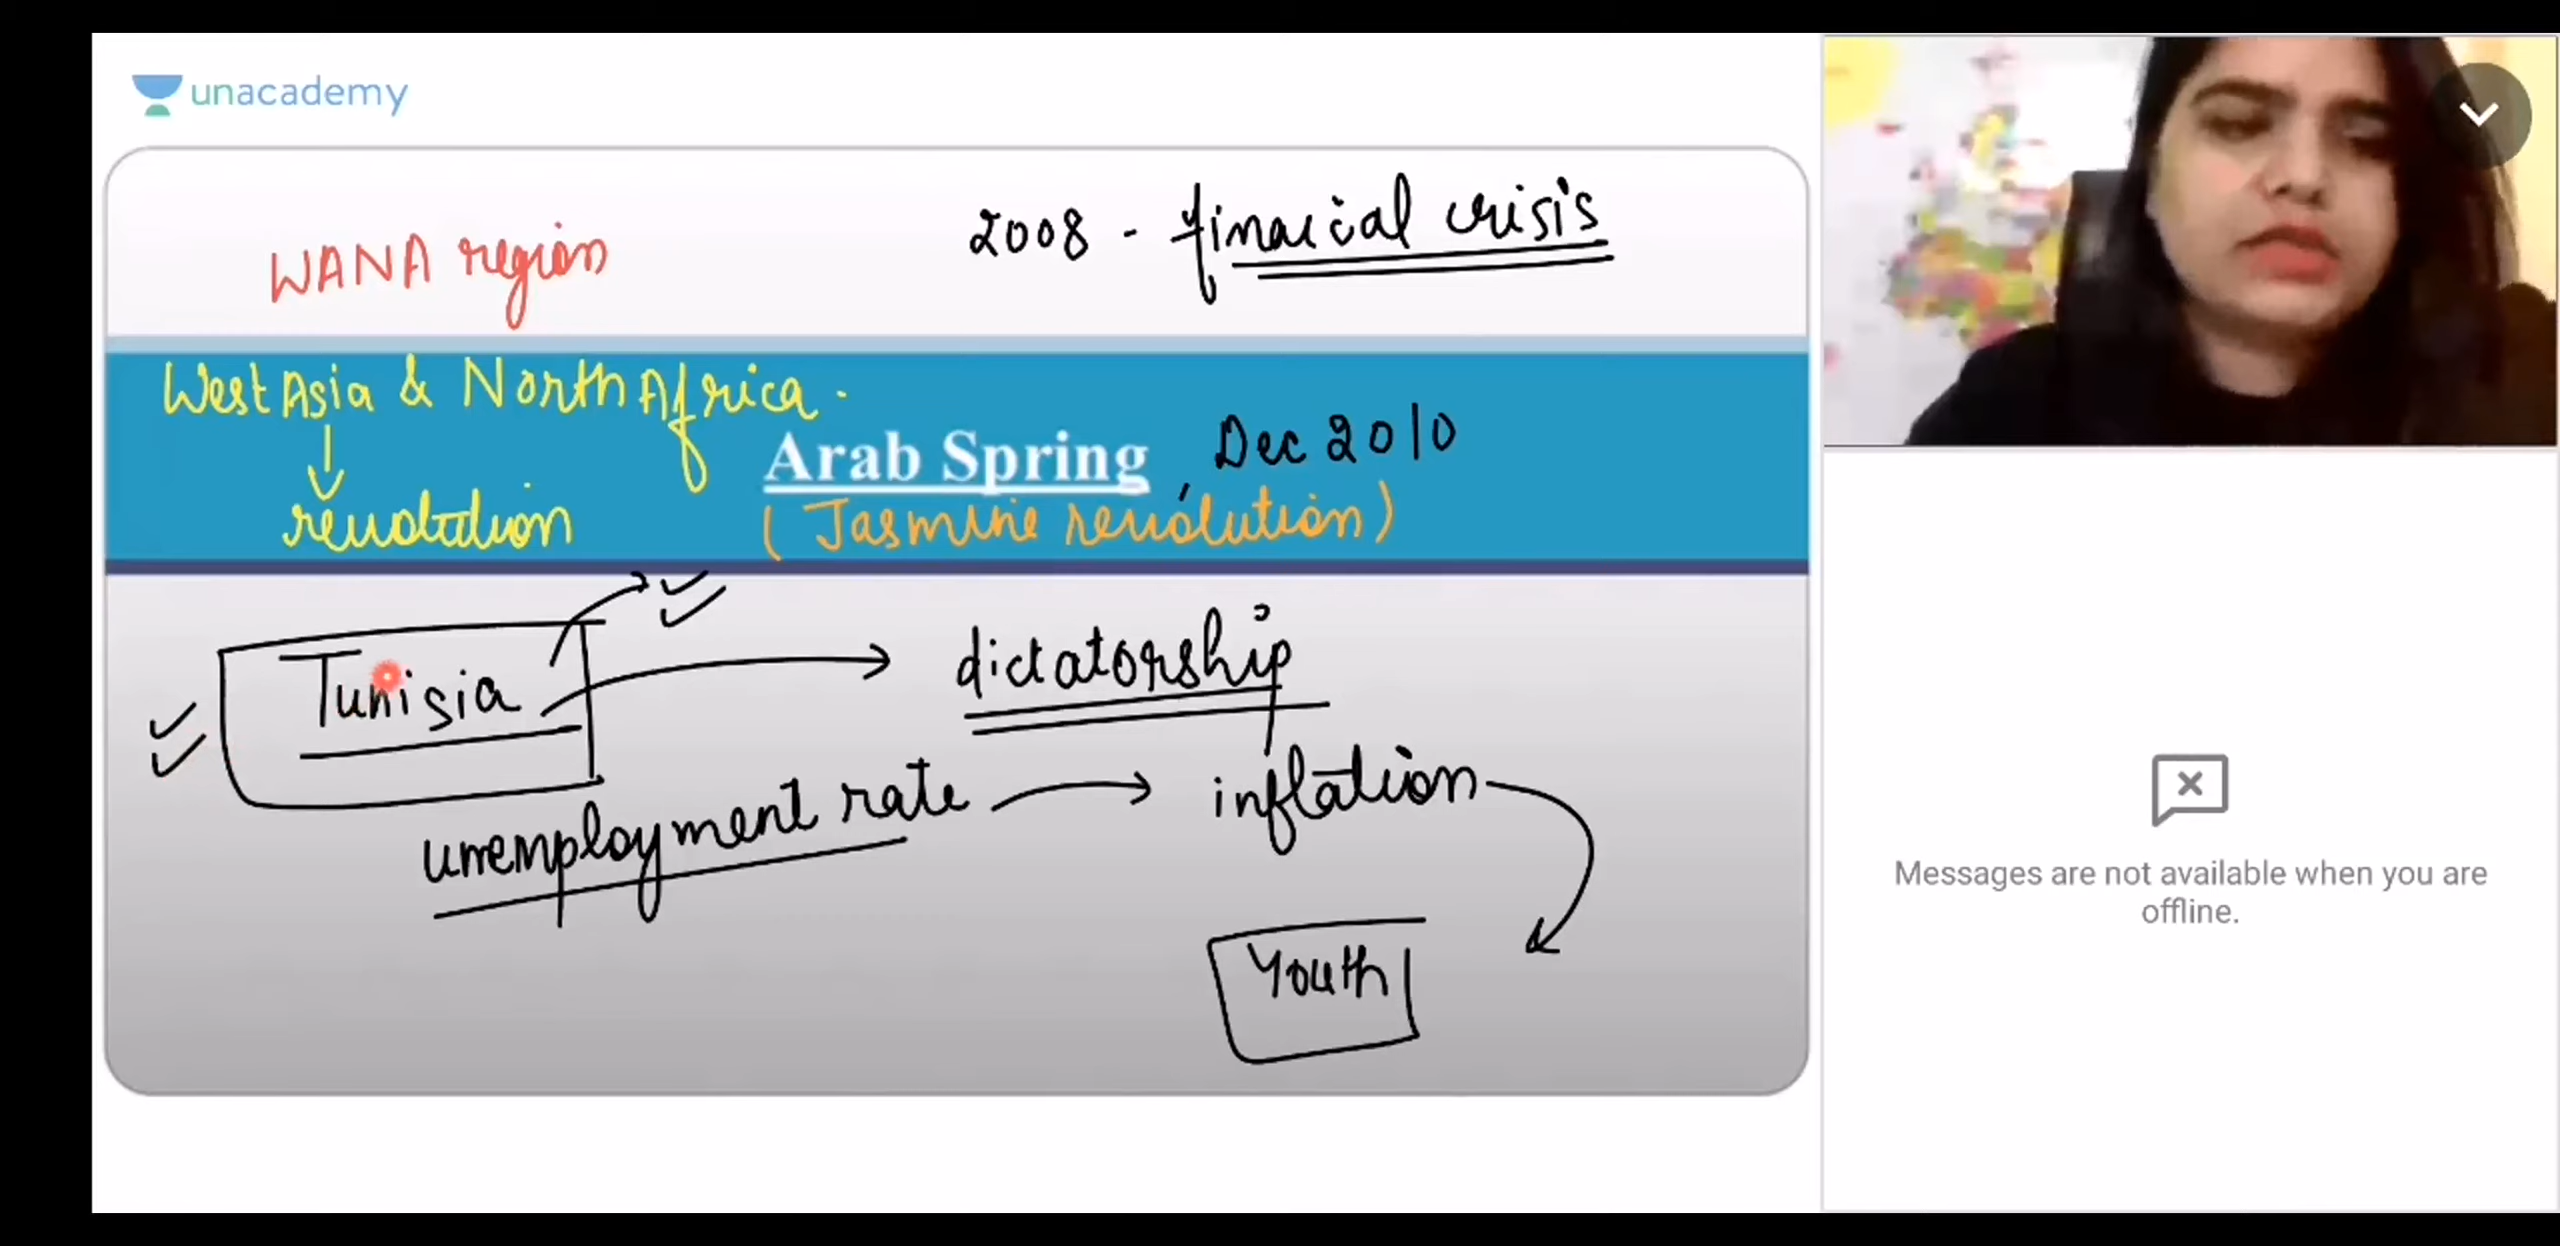 unacademy
WANA region
2008 - finaicial crisis
West Asia & North Africa.
revolution
Arab Spring, Dec 2010
(Jasmine revolution)
Tunisia
dictatorship
unemployment rate
inflation
Youth
Messages are not available when you are
offline.